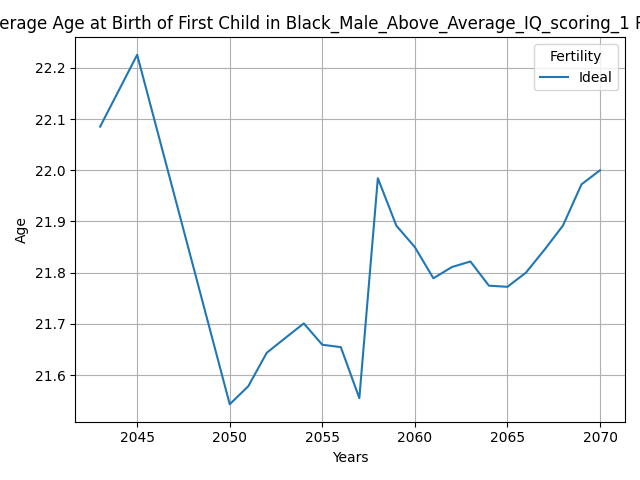 erage Age at Birth of First Child in Black_Male_Above_Average_IQ_scoring_1
Fertility
Ideal
22.2
22.1
22.0
21.9
21.8
21.7
21.6
Age
2045 2050 2055 2060 2065 2070
Years